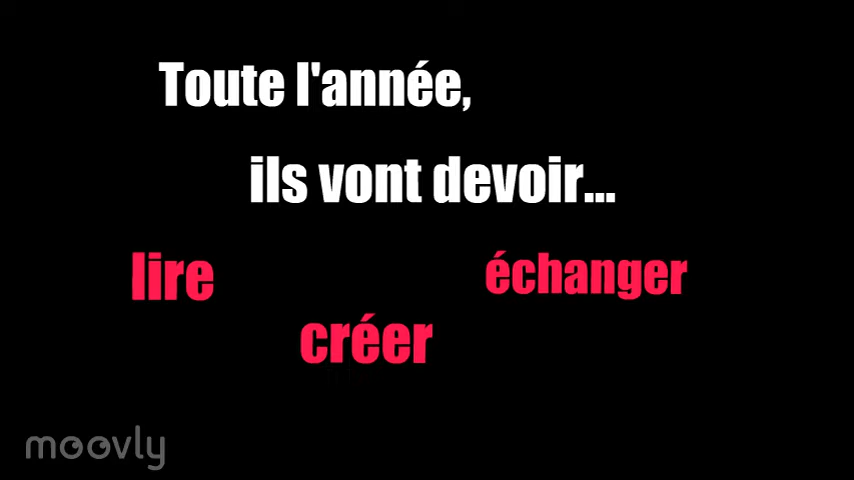 Toute l'année,
ils vont devoir...
lire
échanger
créer
moovly